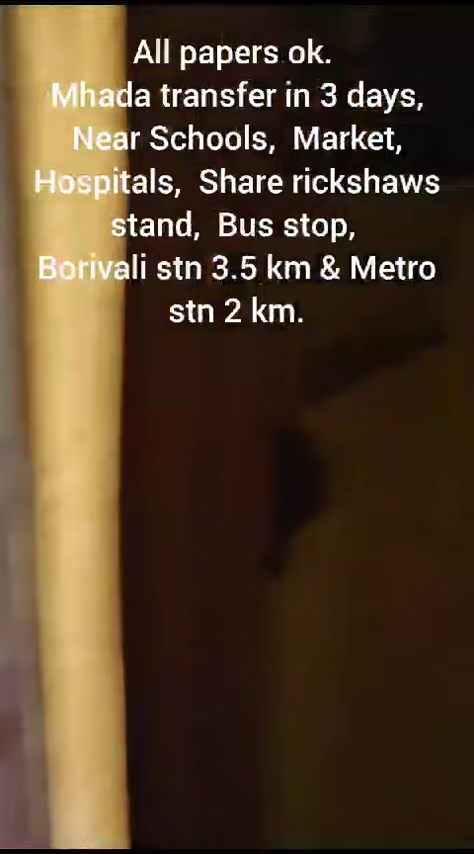 All papers ok.
Mhada transfer in 3 days,
Near Schools, Market,
Hospitals, Share rickshaws
stand, Bus stop,
Borivali stn 3.5 km & Metro
stn 2 km.